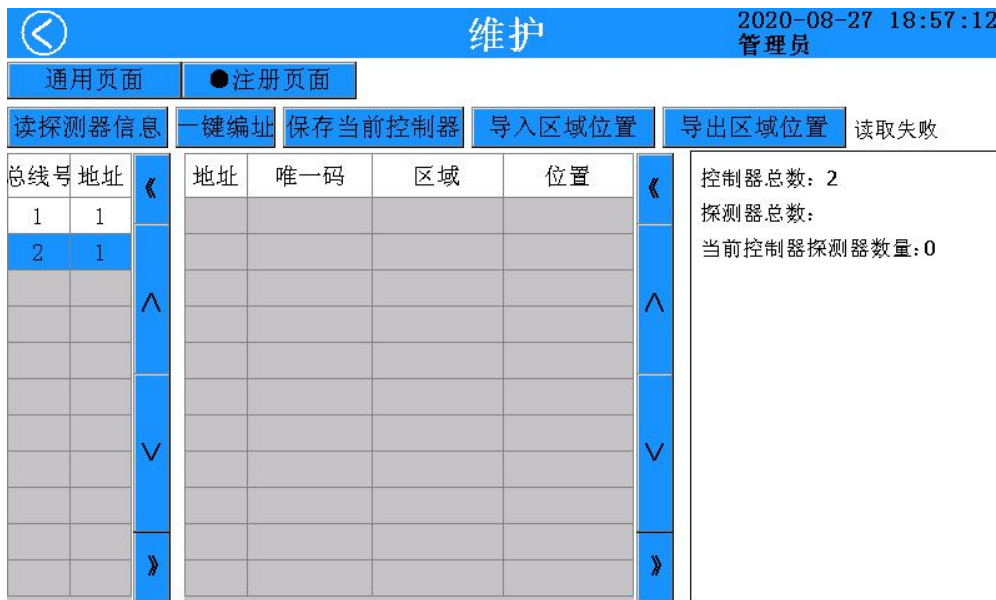 维护
2020-08-27 18:57:12
管理员
通用页面 ●注册页面
读探测器信息 一键编址 保存当前控制器 导入区域位置 导出区域位置 读取失败
总线号 地址 《 地址 唯一码 区域 位置 《
1 1
2 1
∧ ∧
∨ ∨
》 》
控制器总数: 2
探测器总数:
当前控制器探测器数量:0